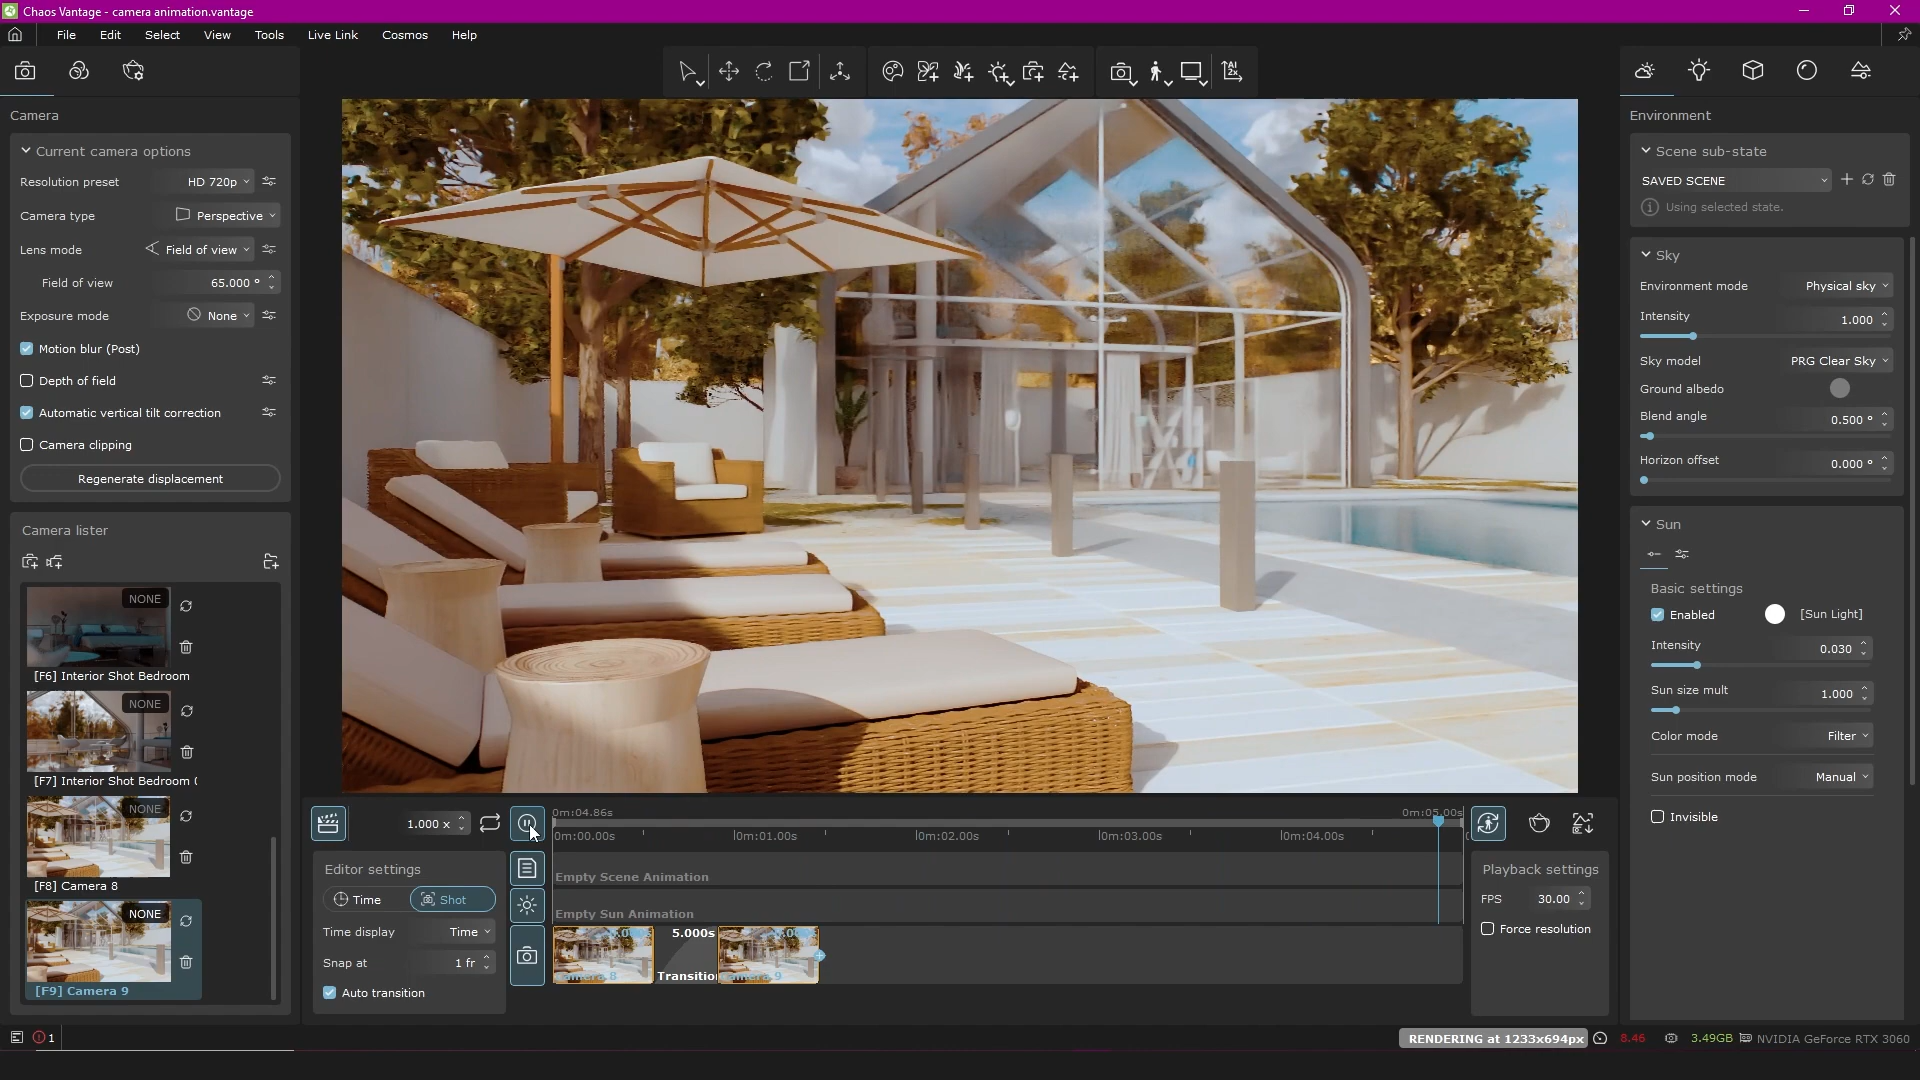 Chaos Vantage - camera animation.vantage
File Edit Select View Tools Live Link Cosmos Help
AI 2x
Camera
Current camera options
Resolution preset HD 720p
Camera type Perspective
Lens mode Field of view
Field of view 65.000 °
Exposure mode None
Motion blur (Post)
Depth of field
Automatic vertical tilt correction
Camera clipping
Regenerate displacement
Camera lister
NONE
[F6] Interior Shot Bedroom
NONE
[F7] Interior Shot Bedroom (
NONE
[F8] Camera 8
NONE
[F9] Camera 9
1
1.000 x
Editor settings
Time Shot
Time display Time
Snap at 1 fr
Auto transition
0m:04.86s 0m:05.00s
0m:00.00s 0m:01.00s 0m:02.00s 0m:03.00s 0m:04.00s
Empty Scene Animation
Empty Sun Animation
5.000s
Transition
Playback settings
FPS 30.00
Force resolution
Environment
Scene sub-state
SAVED SCENE
Using selected state.
Sky
Environment mode Physical sky
Intensity 1.000
Sky model PRG Clear Sky
Ground albedo
Blend angle 0.500 °
Horizon offset 0.000 °
Sun
Basic settings
Enabled [Sun Light]
Intensity 0.030
Sun size mult 1.000
Color mode Filter
Sun position mode Manual
Invisible
RENDERING at 1233x694px 8.46 3.49GB NVIDIA GeForce RTX 3060